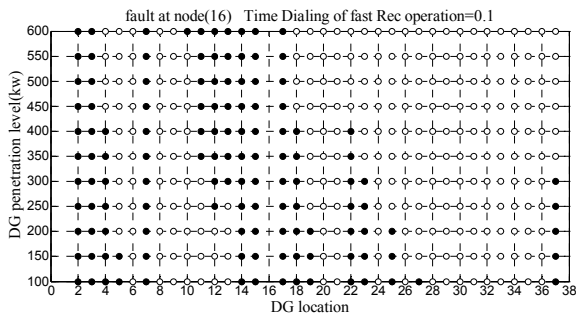 fault at node(16) Time Dialing of fast Rec operation=0.1
DG penetration level(kw)
600
550
500
450
400
350
300
250
200
150
100
0 2 4 6 8 10 12 14 16 18 20 22 24 26 28 30 32 34 36 38
DG location